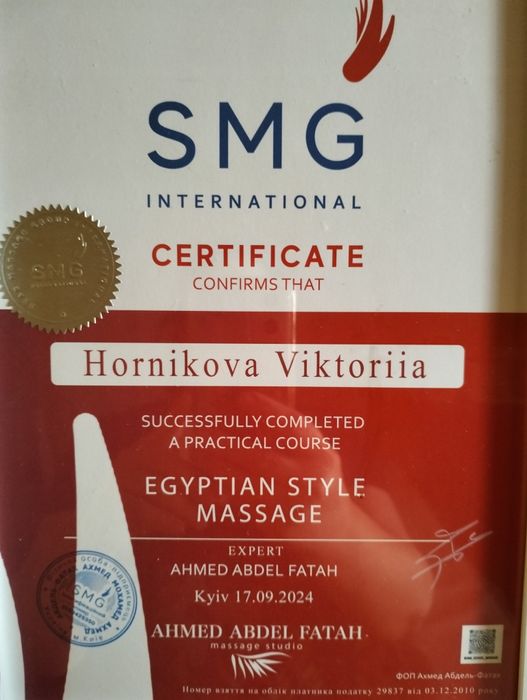 SMG
INTERNATIONAL
CERTIFICATE
CONFIRMS THAT
SMG
Hornikova Viktoriia
SUCCESSFULLY COMPLETED
A PRACTICAL COURSE
EGYPTIAN STYLE
MASSAGE
EXPERT
AHMED ABDEL FATAH
Kyiv 17.09.2024
SMG
AHMED ABDEL FATAH
massage studio
ФОП Ахмед Абдель-Фатах
Номер взяття на облік платника податку 29837 від 03.12.2010 року